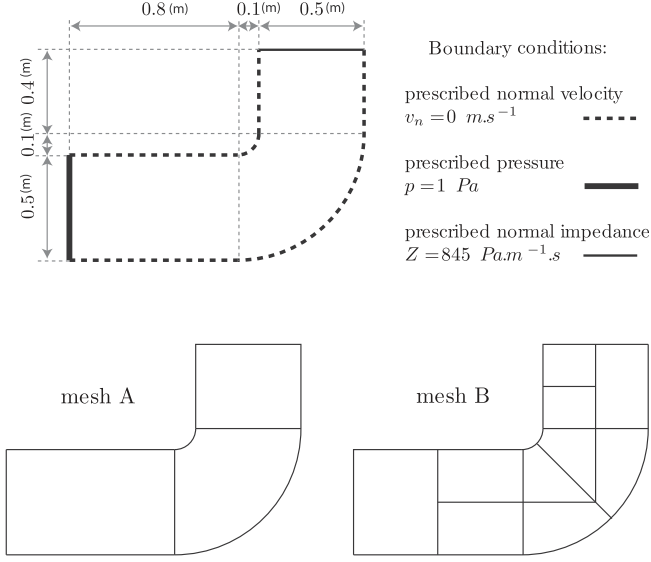 0.8 (m)
0.1 (m)
0.5 (m)
0.4 (m)
0.1 (m)
0.5 (m)
Boundary conditions:
prescribed normal velocity
vₙ =0 m.s⁻¹
prescribed pressure
p =1 Pa
prescribed normal impedance
Z =845 Pa.m⁻¹.s
mesh A
mesh B